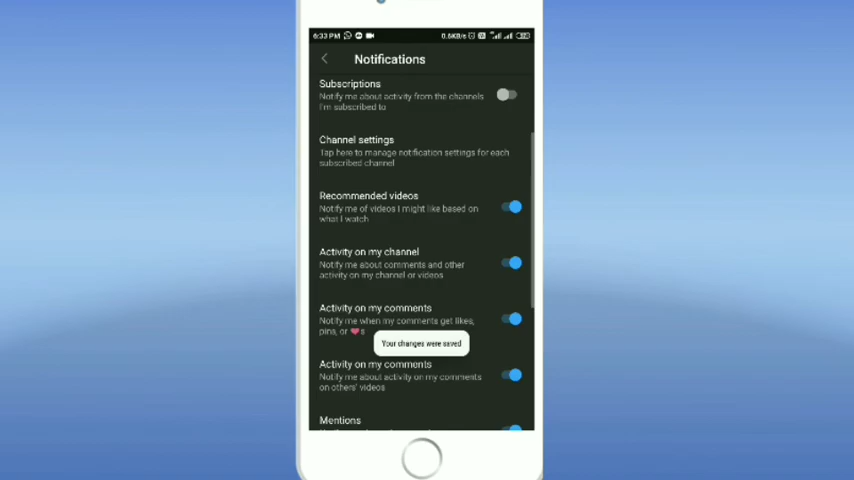 6:33 PM
0.6KB/s
Notifications
Subscriptions
Notify me about activity from the channels
I'm subscribed to
Channel settings
Tap here to manage notification settings for each
subscribed channel
Recommended videos
Notify me of videos I might like based on
what I watch
Activity on my channel
Notify me about comments and other
activity on my channel or videos
Activity on my comments
Notify me when my comments get likes,
pins, or ❤s
Your changes were saved
Activity on my comments
Notify me about activity on my comments
on others' videos
Mentions